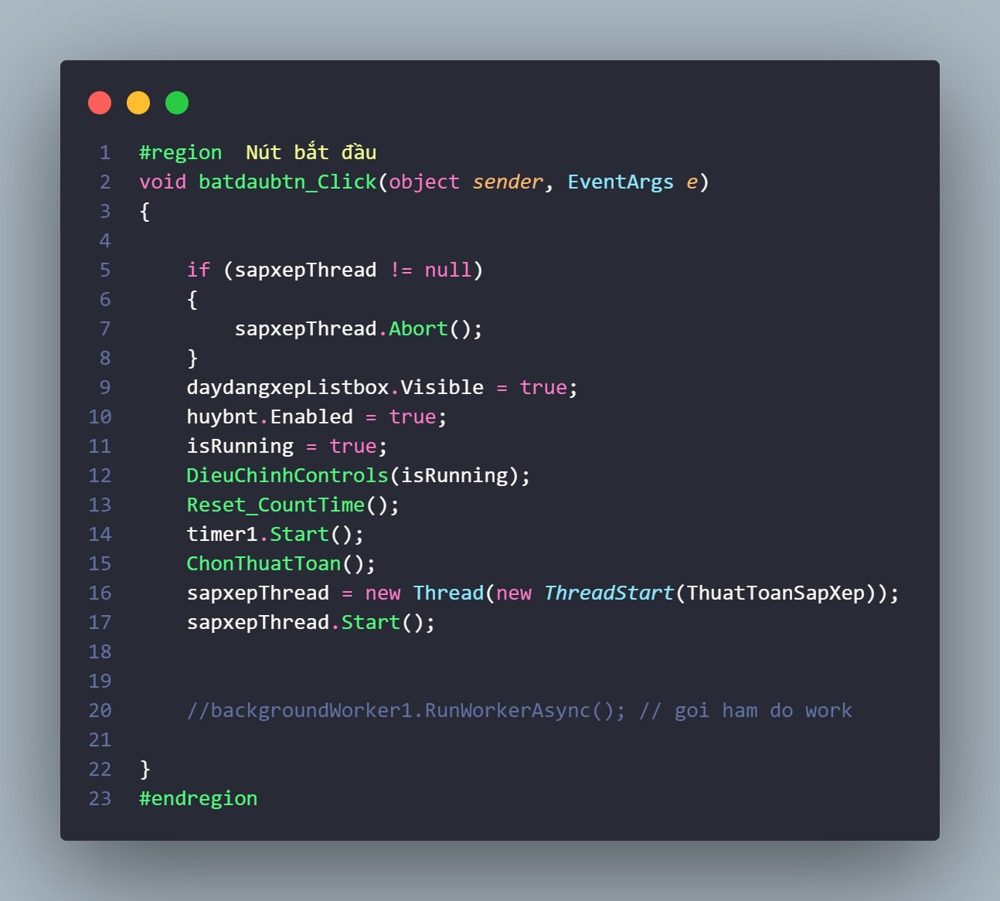 1 #region  Nút bắt đầu
2 void batdaubtn_Click(object sender, EventArgs e)
3 {
4
5     if (sapxepThread != null)
6     {
7         sapxepThread.Abort();
8     }
9     daydangxepListbox.Visible = true;
10     huybnt.Enabled = true;
11     isRunning = true;
12     DieuChinhControls(isRunning);
13     Reset_CountTime();
14     timer1.Start();
15     ChonThuatToan();
16     sapxepThread = new Thread(new ThreadStart(ThuatToanSapXep));
17     sapxepThread.Start();
18
19
20     //backgroundWorker1.RunWorkerAsync(); // goi ham do work
21
22 }
23 #endregion